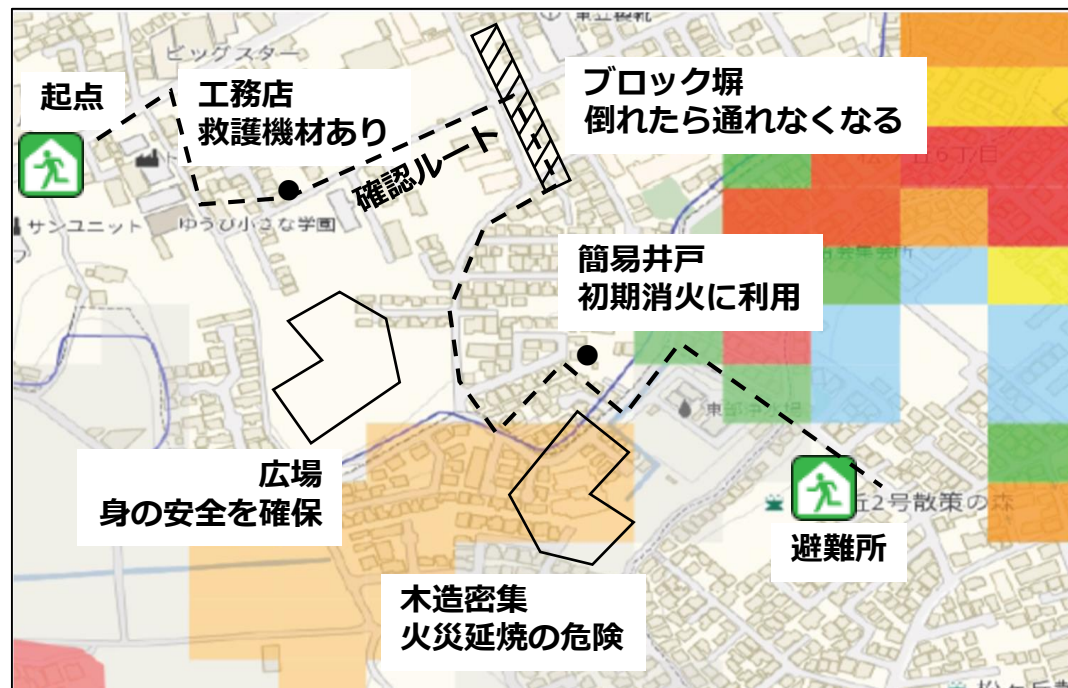 ビッグスター
起点
工務店
救護機材あり
ブロック塀
倒れたら通れなくなる
確認ルート
サンユニット
ゆうび小さな学園
簡易井戸
初期消火に利用
広場
身の安全を確保
丘2号散策の森
避難所
木造密集
火災延焼の危険